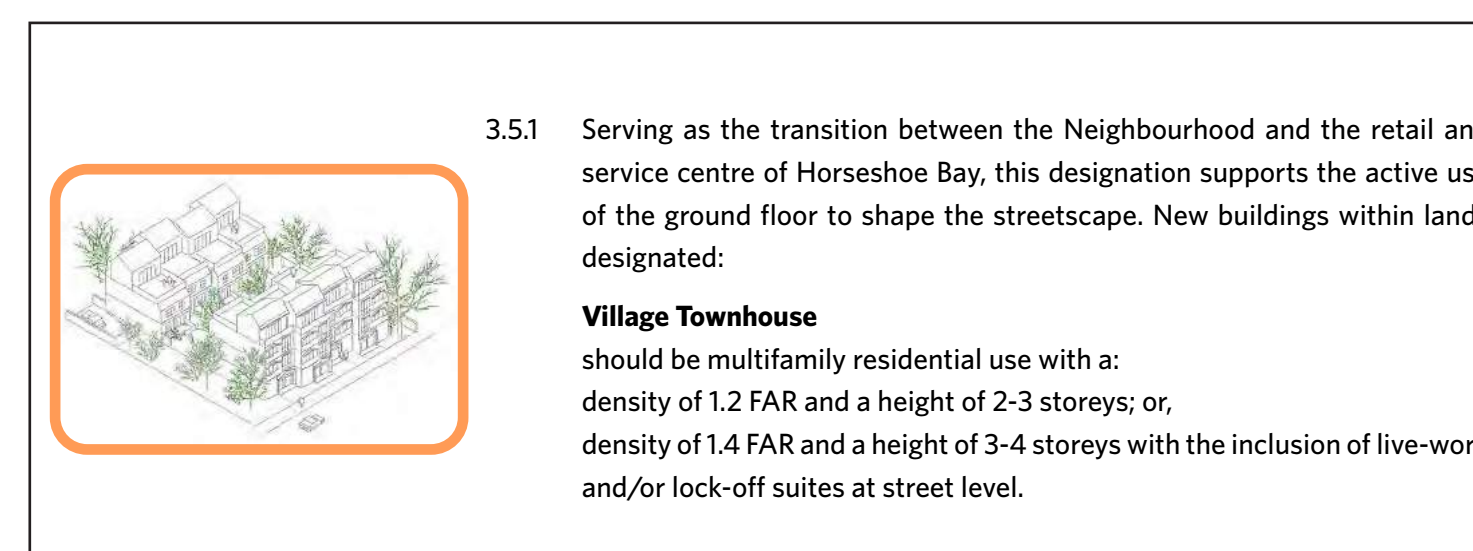 3.5.1 Serving as the transition between the Neighbourhood and the retail an
service centre of Horseshoe Bay, this designation supports the active us
of the ground floor to shape the streetscape. New buildings within land
designated:
Village Townhouse
should be multifamily residential use with a:
density of 1.2 FAR and a height of 2-3 storeys; or,
density of 1.4 FAR and a height of 3-4 storeys with the inclusion of live-wor
and/or lock-off suites at street level.